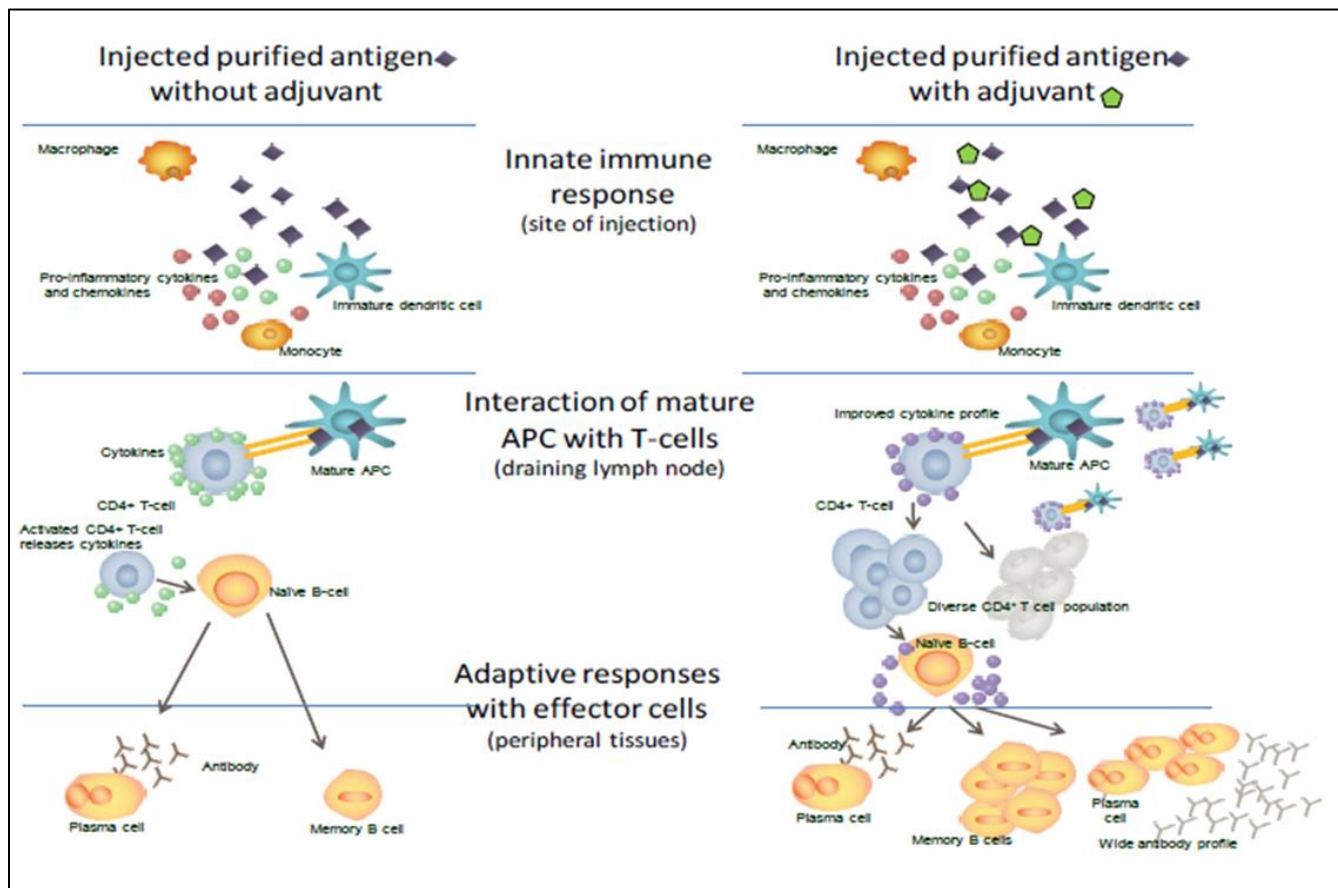 Injected purified antigen
without adjuvant
Injected purified antigen
with adjuvant
Innate immune
response
(site of injection)
Macrophage
Pro-inflammatory cytokines
and chemokines
Immature dendritic cell
Monocyte
Macrophage
Pro-inflammatory cytokines
and chemokines
Immature dendritic cell
Monocyte
Interaction of mature
APC with T-cells
(draining lymph node)
Cytokines
Mature APC
CD4+ T-cell
Activated CD4+ T-cell
releases cytokines
Naïve B-cell
Improved cytokine profile
Mature APC
CD4+ T-cell
Diverse CD4⁺ T cell population
Naïve B-cell
Adaptive responses
with effector cells
(peripheral tissues)
Antibody
Plasma cell
Memory B cell
Antibody
Plasma cell
Memory B cells
Plasma
cell
Wide antibody profile